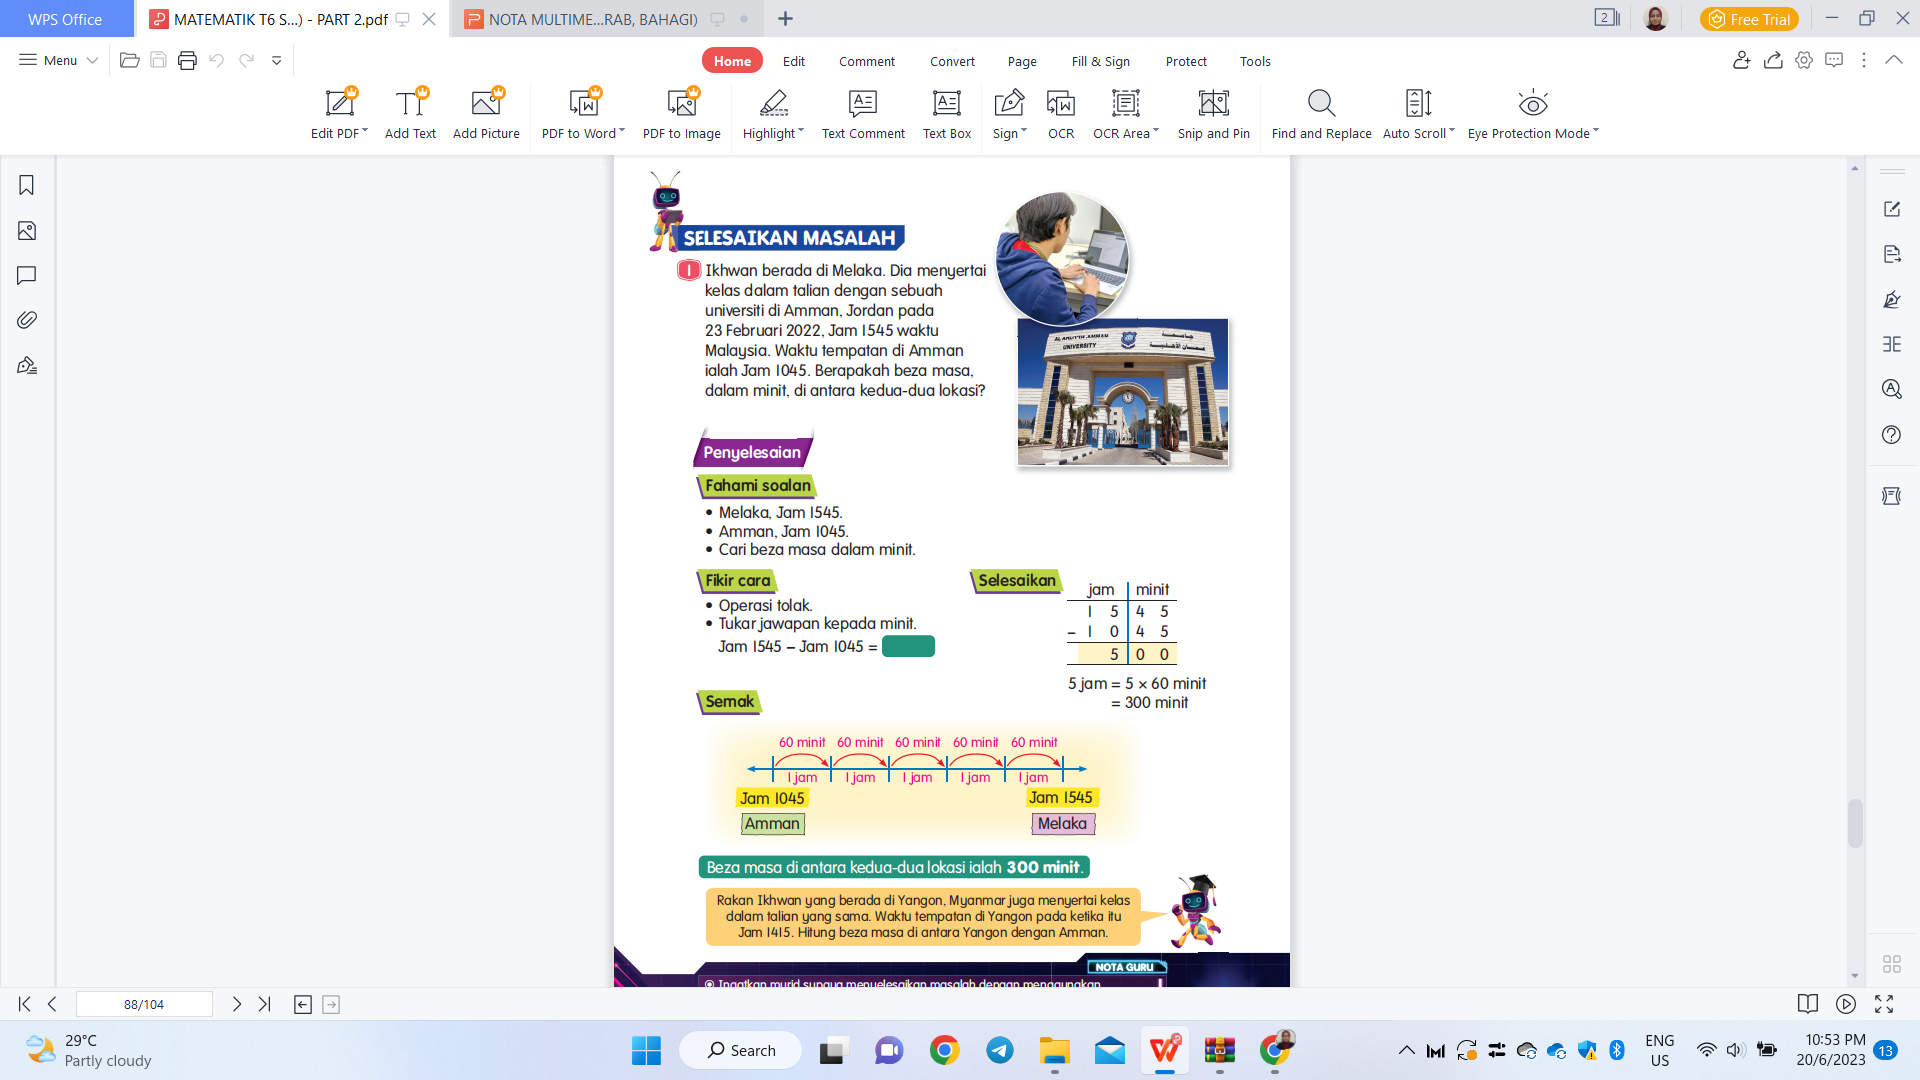 WPS Office
MATEMATIK T6 S...) - PART 2.pdf
NOTA MULTIME...RAB, BAHAGI)
2
Free Trial
Menu
Home
Edit
Comment
Convert
Page
Fill & Sign
Protect
Tools
Edit PDF
Add Text
Add Picture
PDF to Word
PDF to Image
Highlight
Text Comment
Text Box
Sign
OCR
OCR Area
Snip and Pin
Find and Replace
Auto Scroll
Eye Protection Mode
SELESAIKAN MASALAH
1 Ikhwan berada di Melaka. Dia menyertai
kelas dalam talian dengan sebuah
universiti di Amman, Jordan pada
23 Februari 2022, Jam 1545 waktu
Malaysia. Waktu tempatan di Amman
ialah Jam 1045. Berapakah beza masa,
dalam minit, di antara kedua-dua lokasi?
AMMAN
UNIVERSITY
Penyelesaian
Fahami soalan
• Melaka, Jam 1545.
• Amman, Jam 1045.
• Cari beza masa dalam minit.
Fikir cara
• Operasi tolak.
• Tukar jawapan kepada minit.
Jam 1545 – Jam 1045 =
Selesaikan
jam minit
1 5 4 5
– 1 0 4 5
5 0 0
5 jam = 5 × 60 minit
= 300 minit
Semak
60 minit 60 minit 60 minit 60 minit 60 minit
1 jam 1 jam 1 jam 1 jam 1 jam
Jam 1045 Jam 1545
Amman Melaka
Beza masa di antara kedua-dua lokasi ialah 300 minit.
Rakan Ikhwan yang berada di Yangon, Myanmar juga menyertai kelas
dalam talian yang sama. Waktu tempatan di Yangon pada ketika itu
Jam 1415. Hitung beza masa di antara Yangon dengan Amman.
NOTA GURU
Ingatkan murid supaya menyelesaikan masalah dengan menggunakan
88/104
29°C
Partly cloudy
Search
ENG
US
10:53 PM
20/6/2023
13